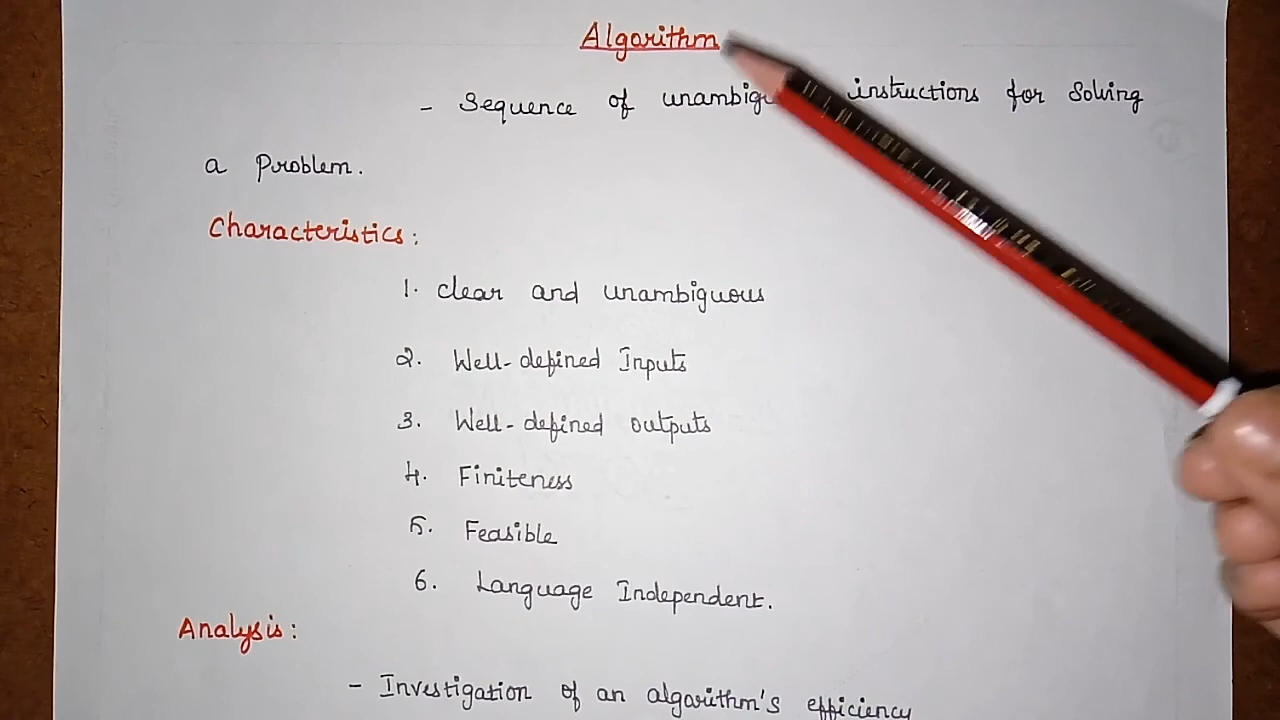 Algorithm
- Sequence of unambigu instructions for Solving
a Problem.
Characteristics:
1. clear and unambiguous
2. Well-defined Inputs
3. Well-defined outputs
4. Finiteness
5. Feasible
6. Language Independent.
Analysis:
- Investigation of an algorithm's efficiency